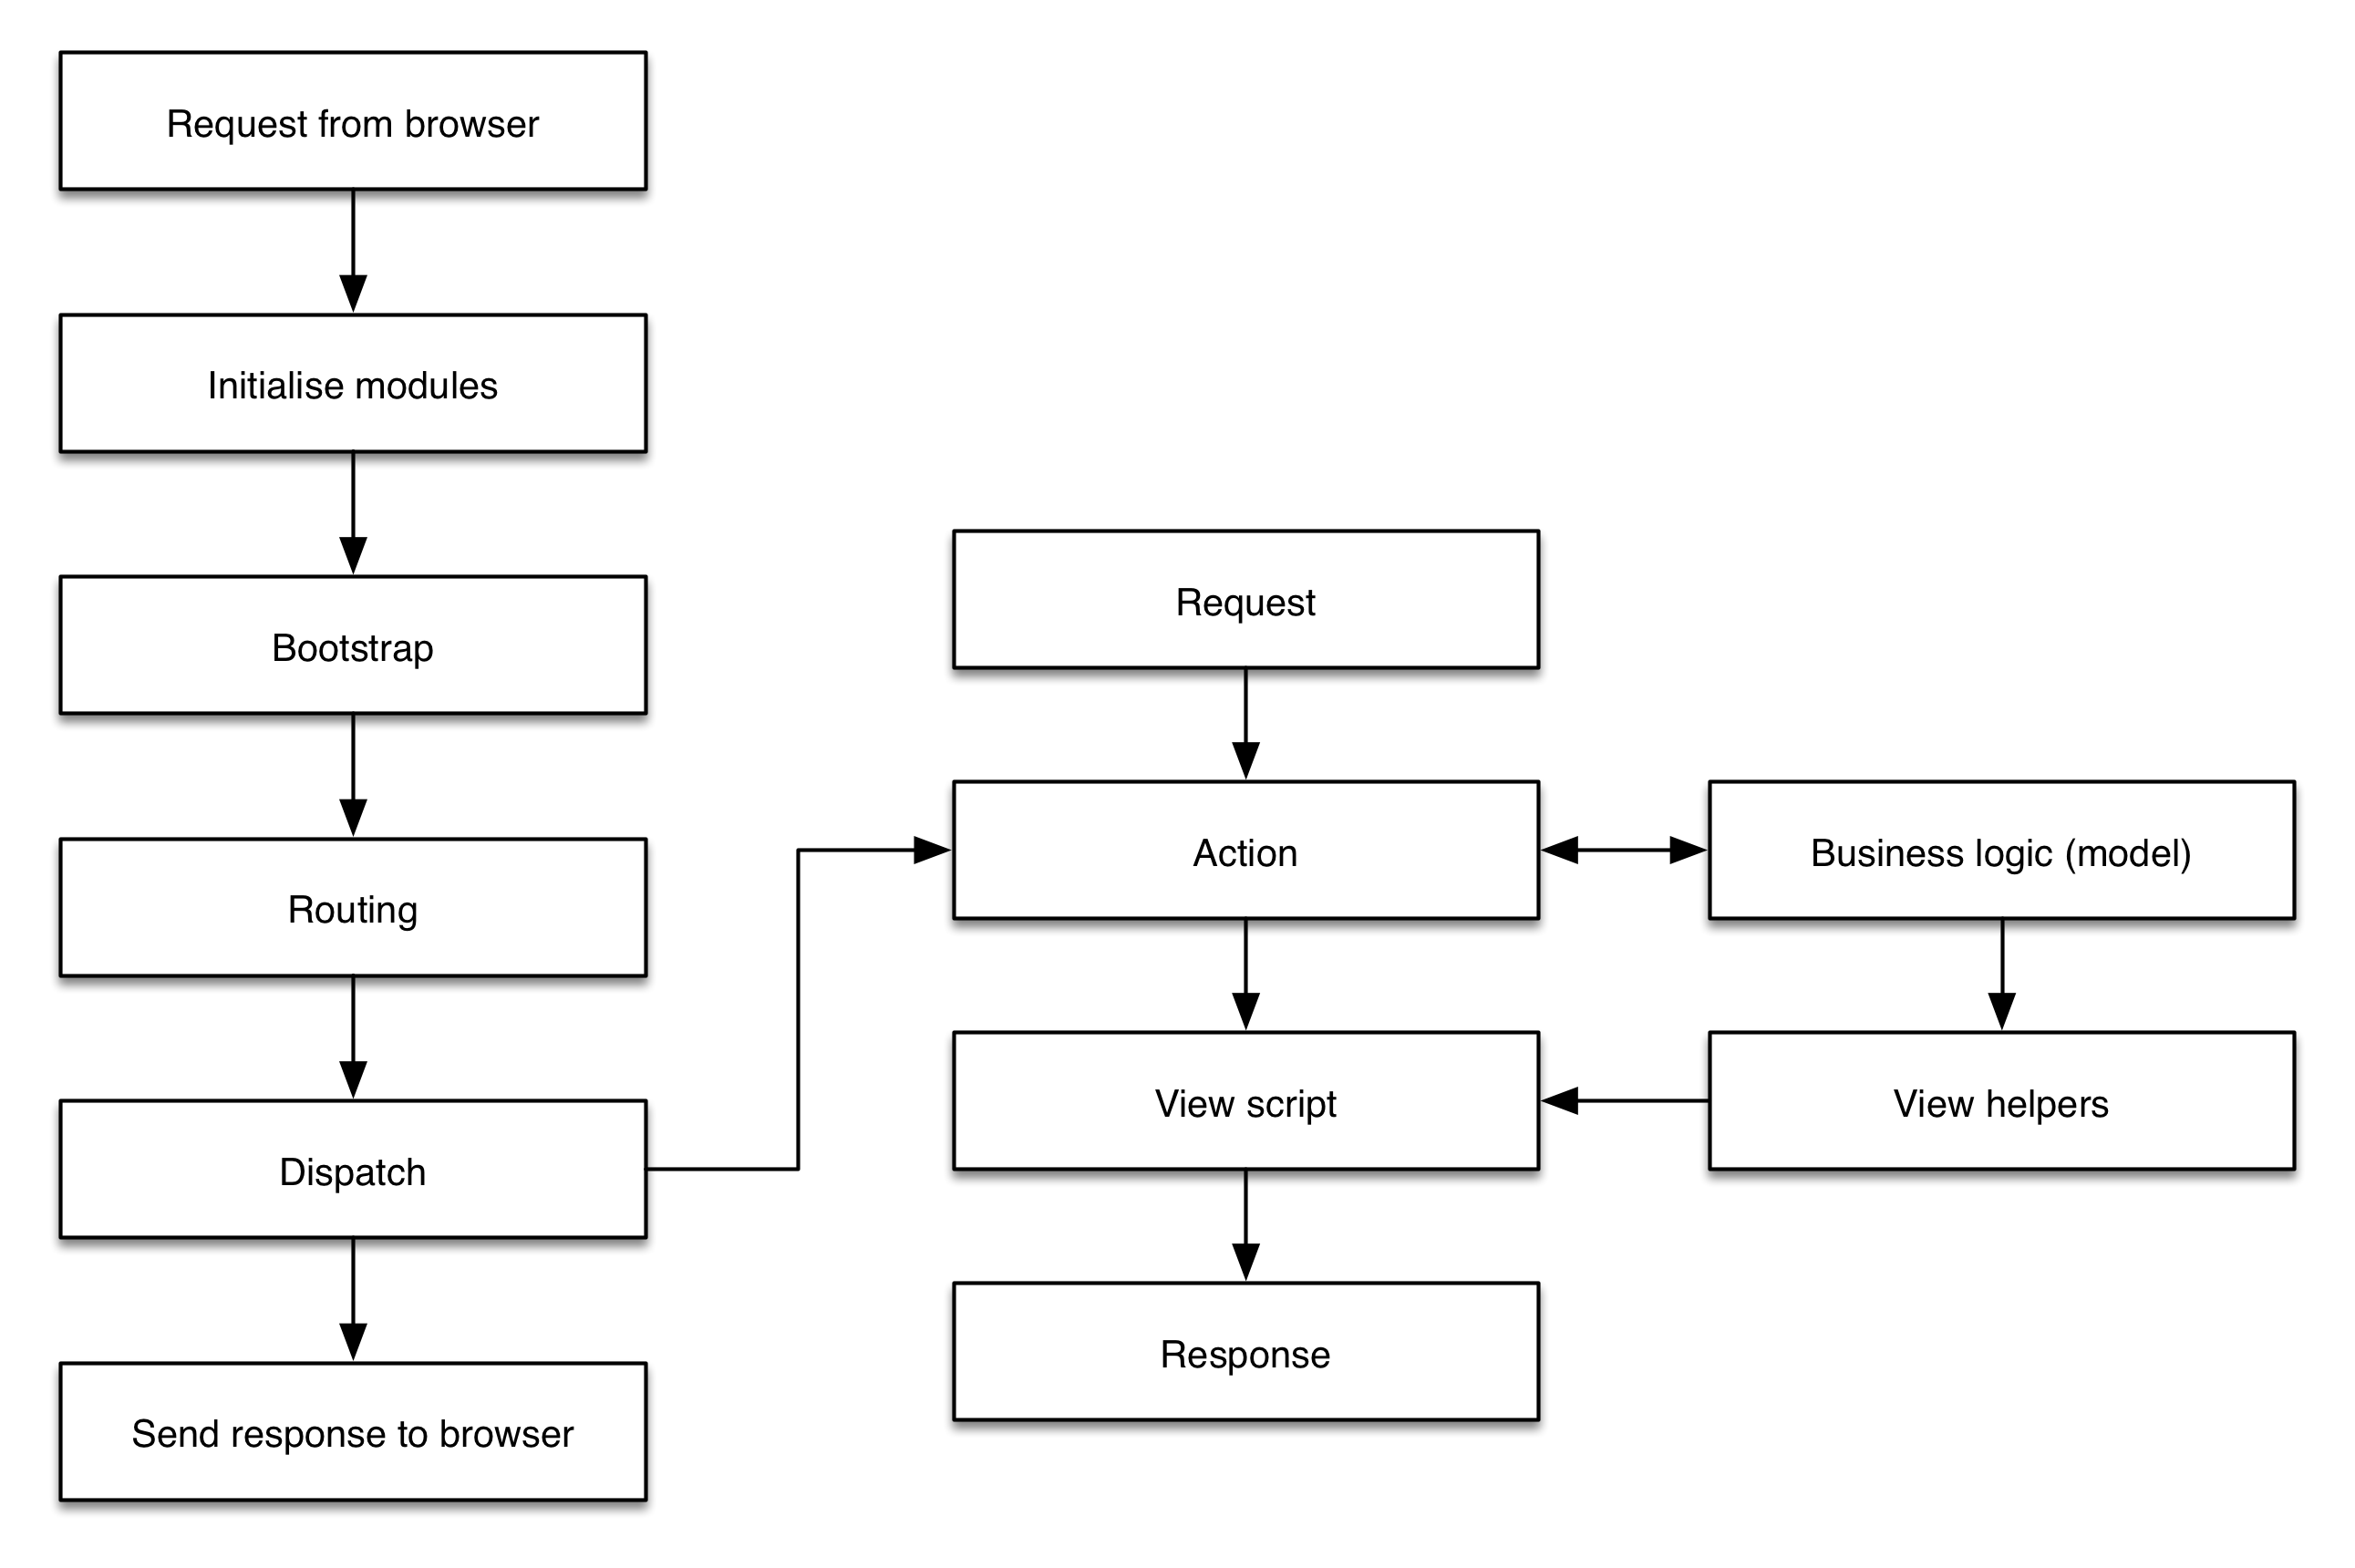 Request from browser
Initialise modules
Bootstrap
Routing
Dispatch
Send response to browser
Request
Action
Business logic (model)
View script
View helpers
Response